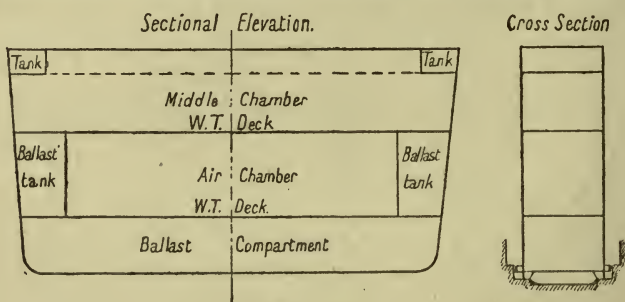 Sectional Elevation.
Cross Section
Tank
Tank
Middle Chamber
W.T. Deck
Ballast tank
Air Chamber
Ballast tank
W.T. Deck.
Ballast Compartment